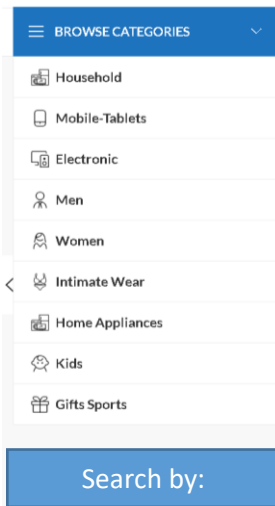 BROWSE CATEGORIES
Household
Mobile-Tablets
Electronic
Men
Women
Intimate Wear
Home Appliances
Kids
Gifts Sports
Search by: